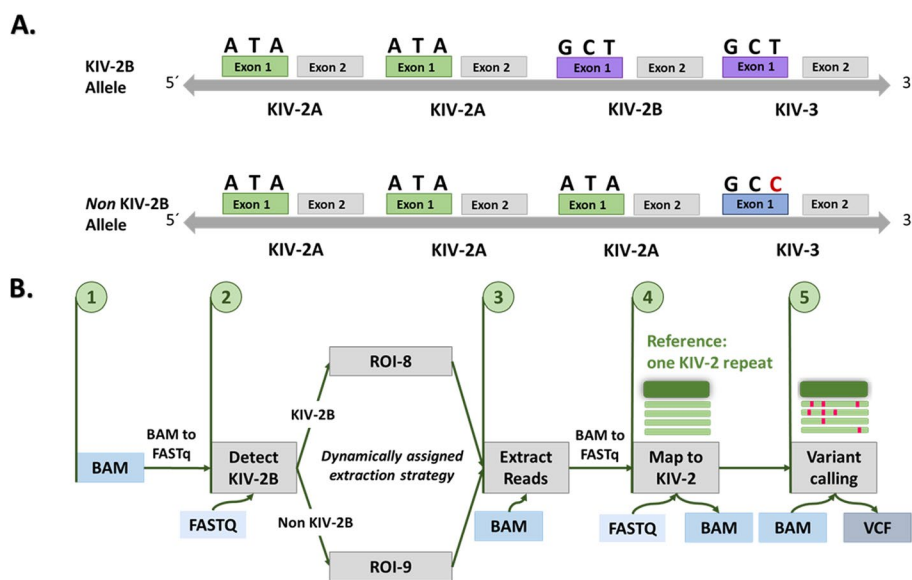 A.
A T A
A T A
G C T
G C T
KIV-2B
Allele
5´
Exon 1
Exon 2
Exon 1
Exon 2
Exon 1
Exon 2
Exon 1
Exon 2
3
KIV-2A
KIV-2A
KIV-2B
KIV-3
A T A
A T A
A T A
G C C
Non KIV-2B
Allele
5´
Exon 1
Exon 2
Exon 1
Exon 2
Exon 1
Exon 2
Exon 1
Exon 2
3
KIV-2A
KIV-2A
KIV-2A
KIV-3
B.
1
2
3
4
5
BAM
BAM to
FASTq
Detect
KIV-2B
FASTQ
KIV-2B
Non KIV-2B
ROI-8
Dynamically assigned
extraction strategy
ROI-9
Extract
Reads
BAM
BAM to
FASTq
Reference:
one KIV-2 repeat
Map to
KIV-2
FASTQ
BAM
Variant
calling
BAM
VCF